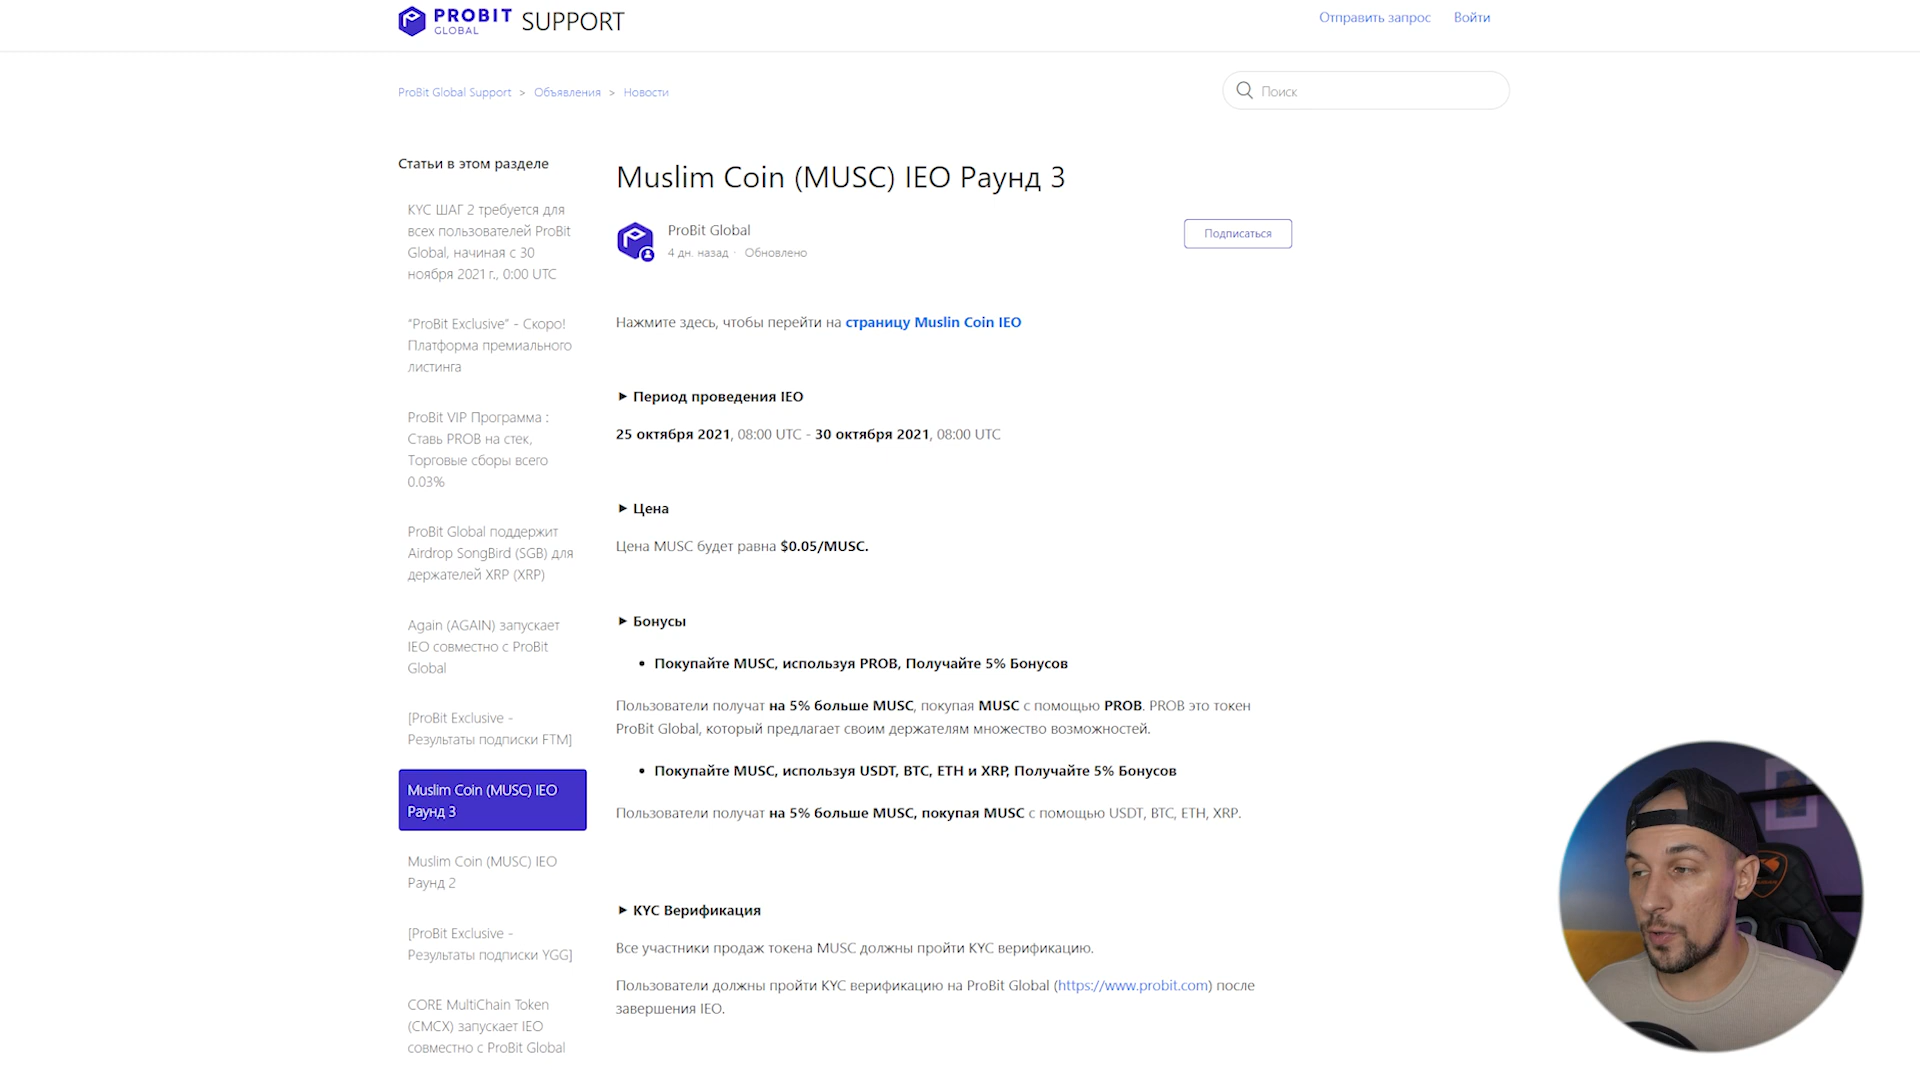 PROBIT
GLOBAL
SUPPORT
Отправить запрос
Войти
ProBit Global Support > Объявления > Новости
Поиск
Статьи в этом разделе
KYC ШАГ 2 требуется для
всех пользователей ProBit
Global, начиная с 30
ноября 2021 г., 0:00 UTC
"ProBit Exclusive" - Скоро!
Платформа премиального
листинга
ProBit VIP Программа :
Ставь PROB на стек,
Торговые сборы всего
0.03%
ProBit Global поддержит
Airdrop SongBird (SGB) для
держателей XRP (XRP)
Again (AGAIN) запускает
IEO совместно с ProBit
Global
[ProBit Exclusive -
Результаты подписки FTM]
Muslim Coin (MUSC) IEO
Раунд 3
Muslim Coin (MUSC) IEO
Раунд 2
[ProBit Exclusive -
Результаты подписки YGG]
CORE MultiChain Token
(CMCX) запускает IEO
совместно с ProBit Global
Muslim Coin (MUSC) IEO Раунд 3
ProBit Global
4 дн. назад · Обновлено
Подписаться
Нажмите здесь, чтобы перейти на страницу Muslin Coin IEO
► Период проведения IEO
25 октября 2021, 08:00 UTC - 30 октября 2021, 08:00 UTC
► Цена
Цена MUSC будет равна $0.05/MUSC.
► Бонусы
• Покупайте MUSC, используя PROB, Получайте 5% Бонусов
Пользователи получат на 5% больше MUSC, покупая MUSC с помощью PROB. PROB это токен
ProBit Global, который предлагает своим держателям множество возможностей.
• Покупайте MUSC, используя USDT, BTC, ETH и XRP, Получайте 5% Бонусов
Пользователи получат на 5% больше MUSC, покупая MUSC с помощью USDT, BTC, ETH, XRP.
► KYC Верификация
Все участники продаж токена MUSC должны пройти KYC верификацию.
Пользователи должны пройти KYC верификацию на ProBit Global (https://www.probit.com) после
завершения IEO.